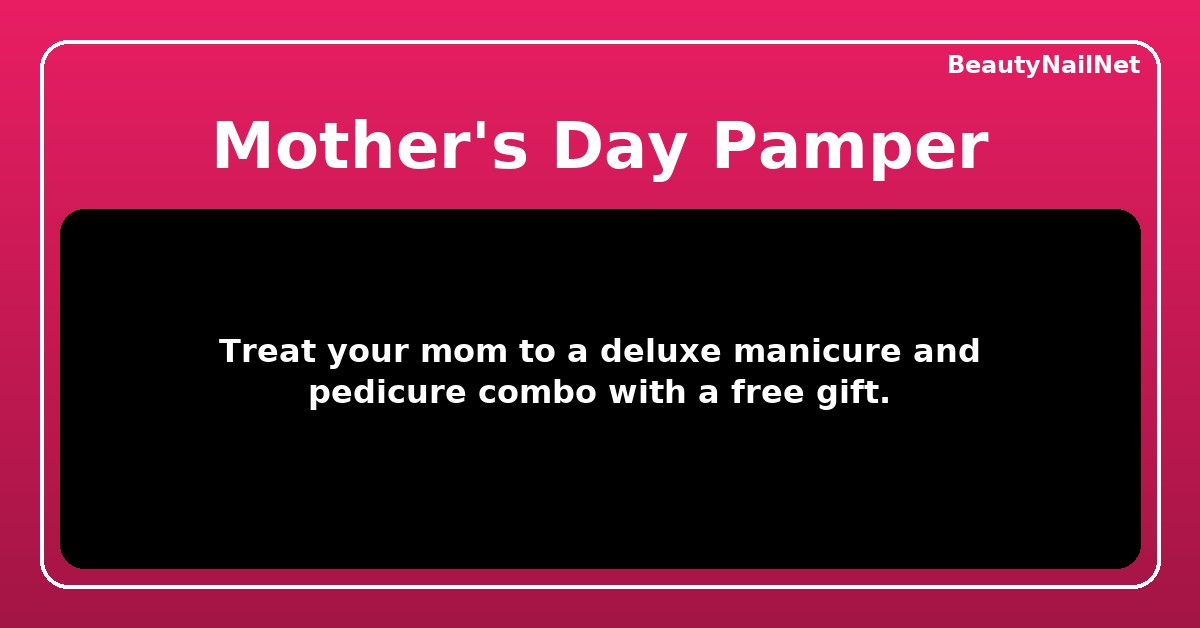 BeautyNailNet
Mother's Day Pamper
Treat your mom to a deluxe manicure and
pedicure combo with a free gift.